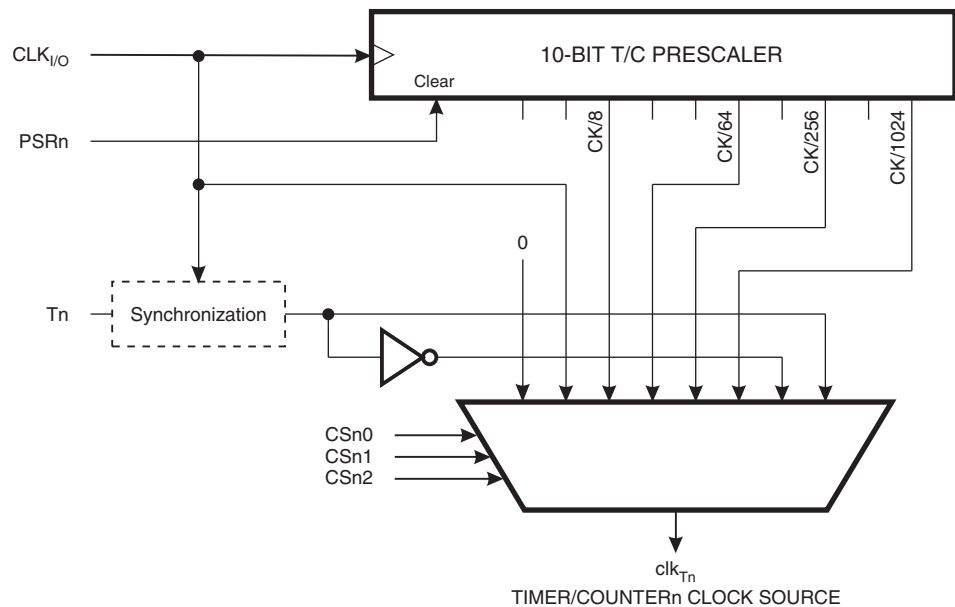 CLKI/O
10-BIT T/C PRESCALER
Clear
PSRn
CK/8
CK/64
CK/256
CK/1024
0
Tn
Synchronization
CSn0
CSn1
CSn2
clkTn
TIMER/COUNTERn CLOCK SOURCE